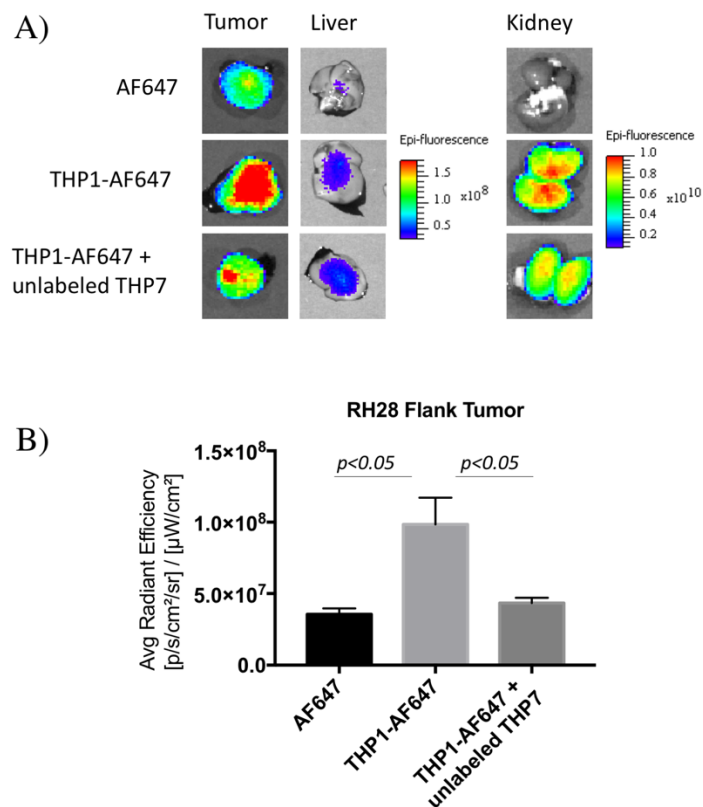 A)
Tumor Liver Kidney
AF647
THP1-AF647
THP1-AF647 +
unlabeled THP7
Epi-fluorescence
1.5
1.0
0.5
x10⁸
Epi-fluorescence
1.0
0.8
0.6
0.4
0.2
x10¹⁰
B)
RH28 Flank Tumor
Avg Radiant Efficiency
[p/s/cm²/sr] / [µW/cm²]
1.5×10⁸
1.0×10⁸
5.0×10⁷
0.0
p<0.05 p<0.05
AF647
THP1-AF647
THP1-AF647 +
unlabeled THP7